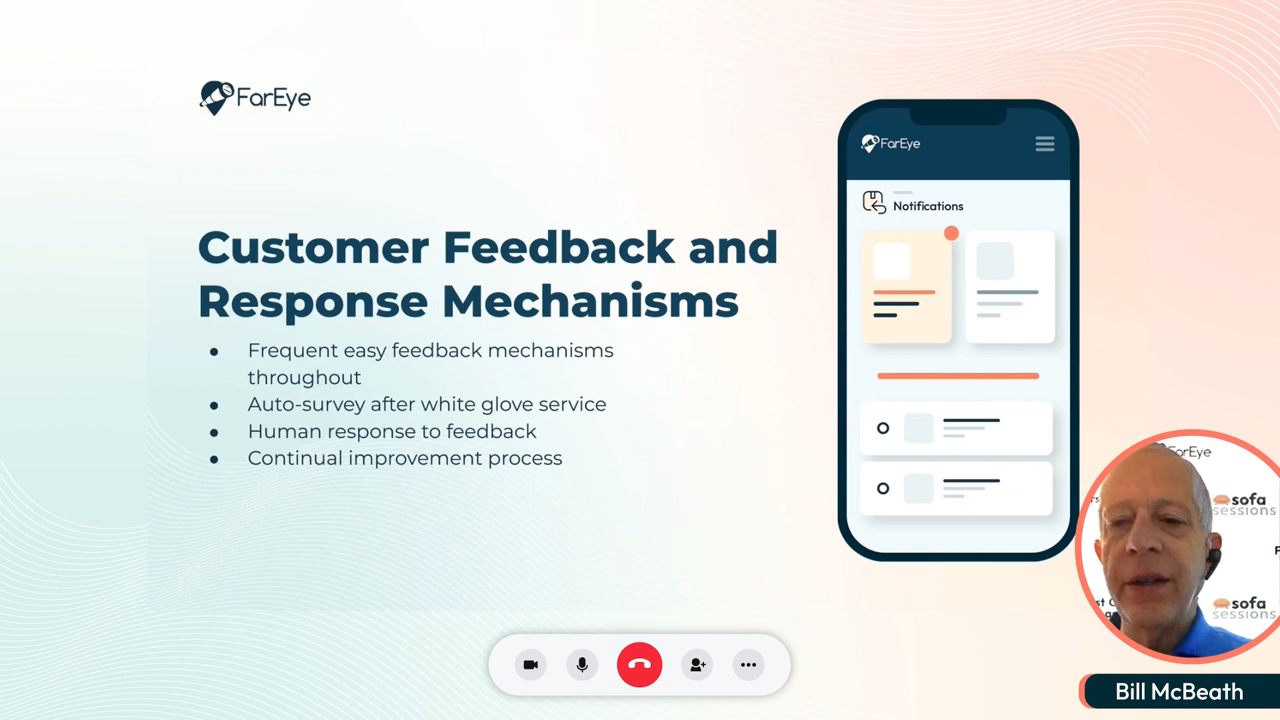 FarEye
Customer Feedback and
Response Mechanisms
● Frequent easy feedback mechanisms
throughout
● Auto-survey after white glove service
● Human response to feedback
● Continual improvement process
FarEye
Notifications
FarEye
sofa
sessions
sofa
sessions
Bill McBeath